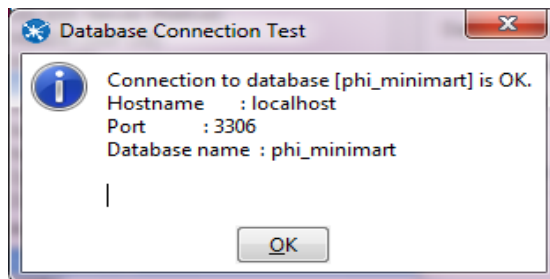 Database Connection Test
Connection to database [phi_minimart] is OK.
Hostname : localhost
Port : 3306
Database name : phi_minimart
OK